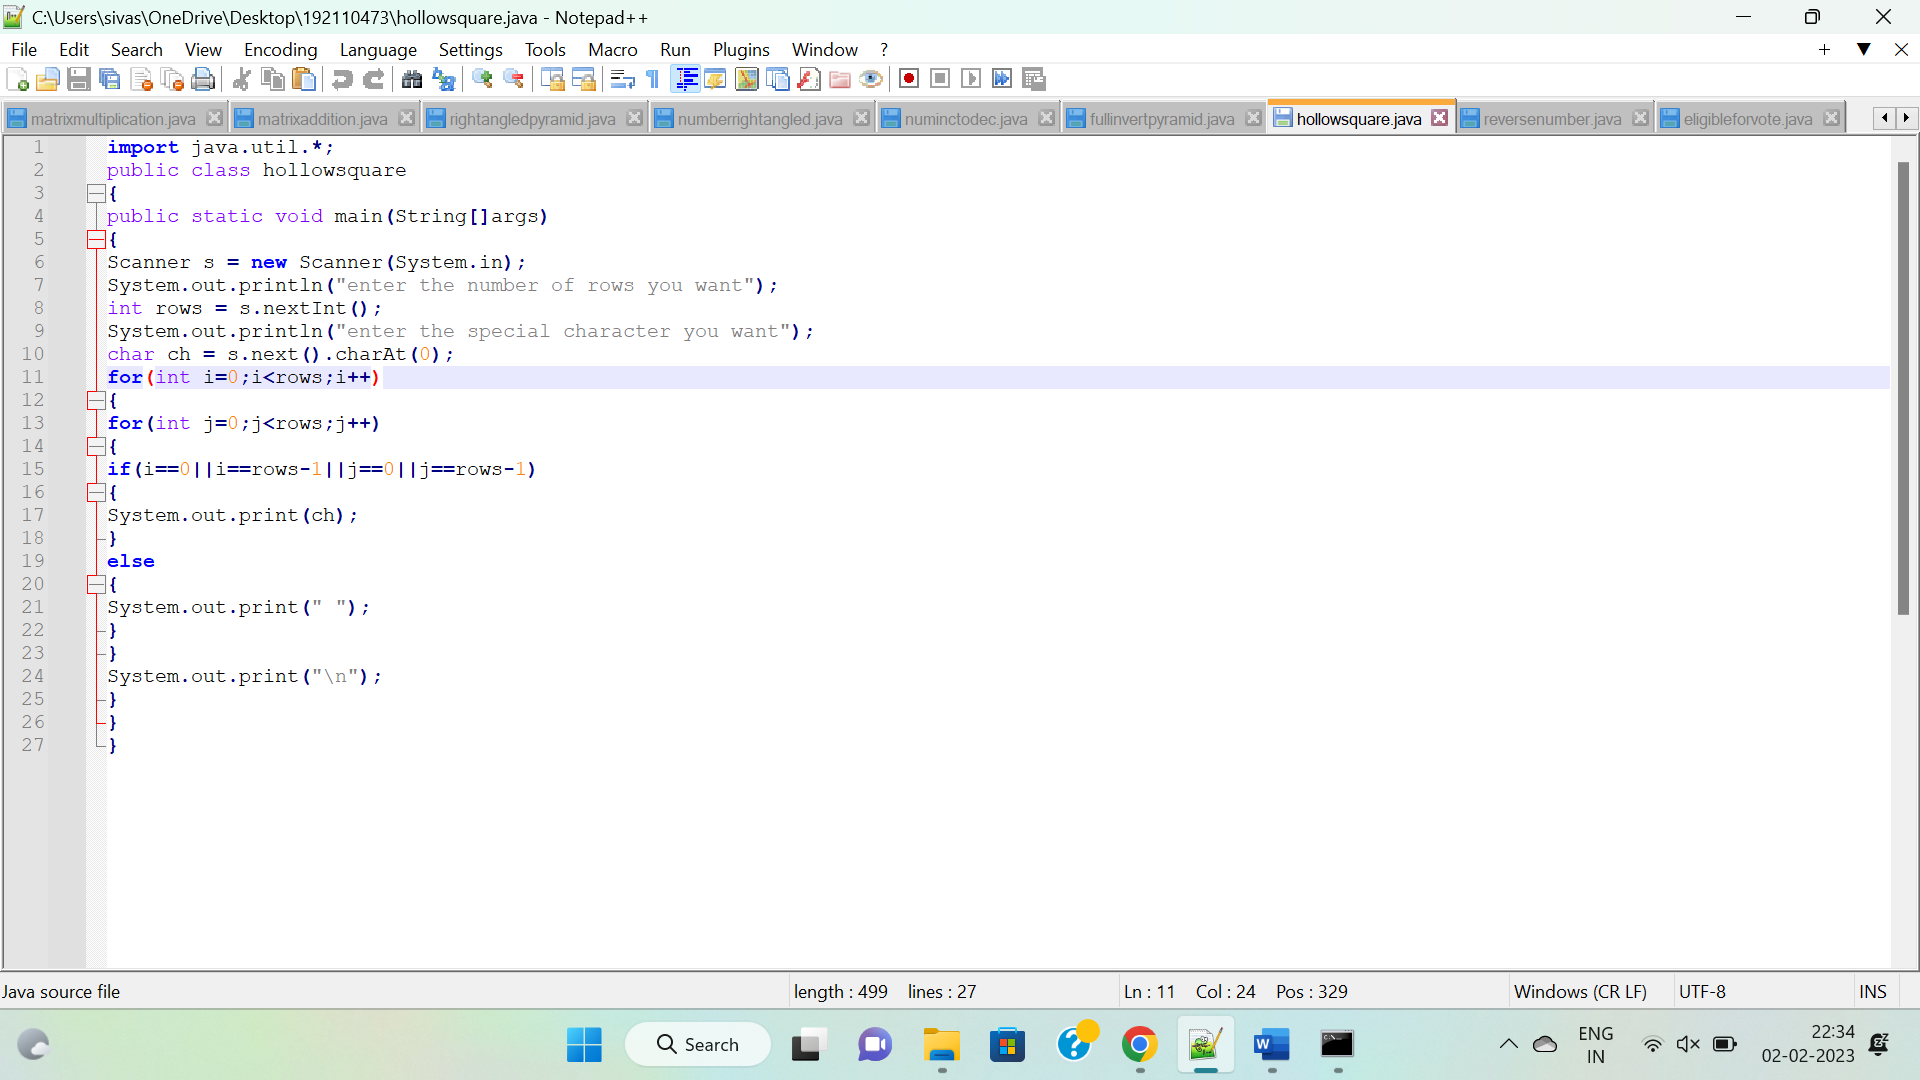 C:\Users\sivas\OneDrive\Desktop\192110473\hollowsquare.java - Notepad++
File Edit Search View Encoding Language Settings Tools Macro Run Plugins Window ?
matrixmultiplication.java matrixaddition.java rightangledpyramid.java numberrightangled.java numinctodec.java fullinvertpyramid.java hollowsquare.java reversenumber.java eligibleforvote.java
1 import java.util.*;
2 public class hollowsquare
3 {
4 public static void main(String[]args)
5 {
6 Scanner s = new Scanner(System.in);
7 System.out.println("enter the number of rows you want");
8 int rows = s.nextInt();
9 System.out.println("enter the special character you want");
10 char ch = s.next().charAt(0);
11 for(int i=0;i<rows;i++)
12 {
13 for(int j=0;j<rows;j++)
14 {
15 if(i==0||i==rows-1||j==0||j==rows-1)
16 {
17 System.out.print(ch);
18 }
19 else
20 {
21 System.out.print(" ");
22 }
23 }
24 System.out.print("\n");
25 }
26 }
27 }
Java source file length : 499 lines : 27 Ln : 11 Col : 24 Pos : 329 Windows (CR LF) UTF-8 INS
Search
ENG
IN
22:34
02-02-2023